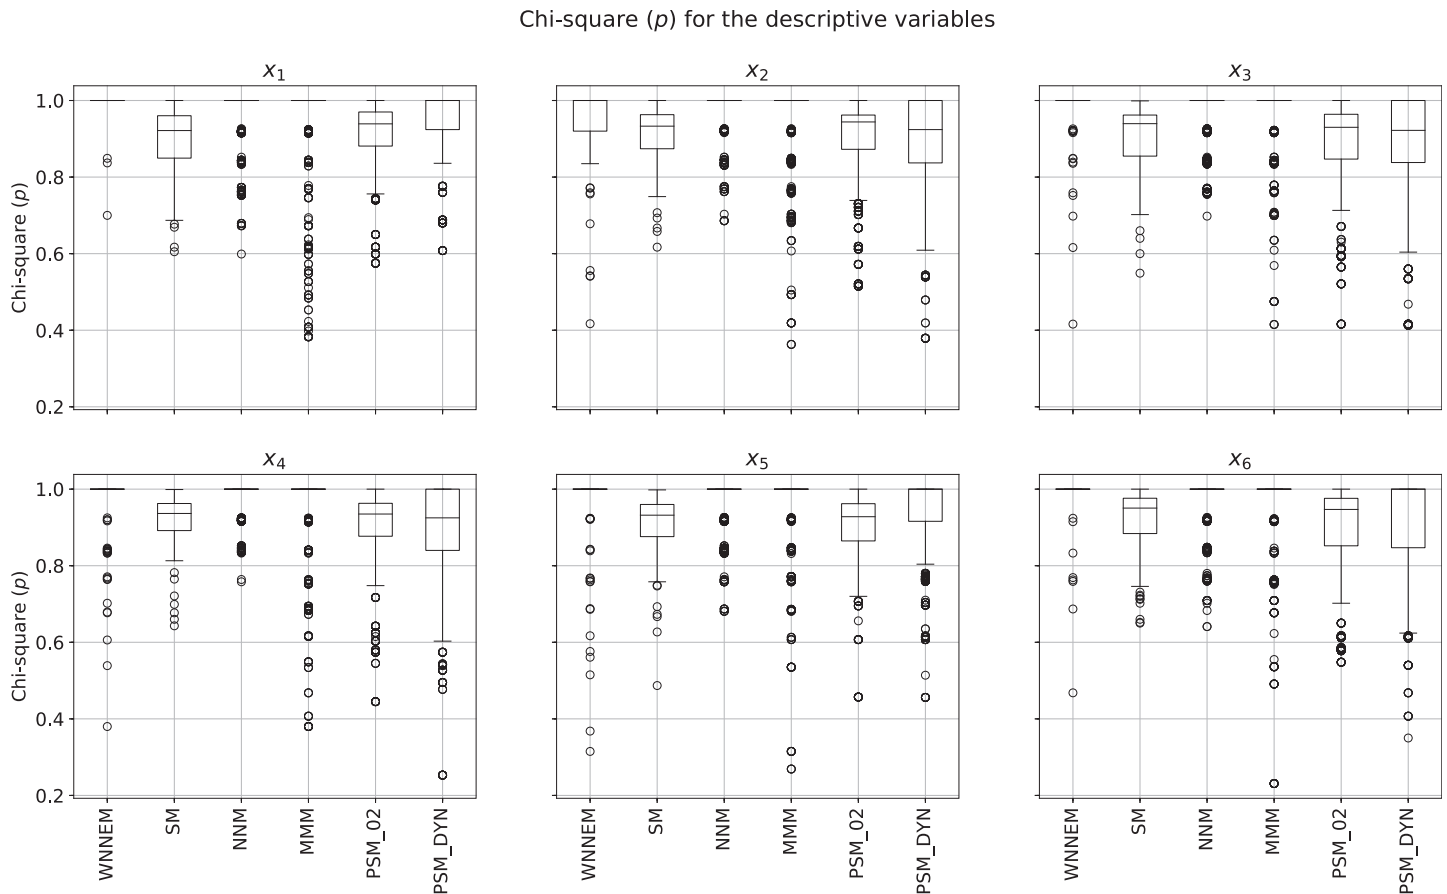 Chi-square (p) for the descriptive variables
x1 x2 x3
Chi-square (p)
1.0
0.8
0.6
0.4
0.2
x4 x5 x6
Chi-square (p)
1.0
0.8
0.6
0.4
0.2
WNNEM SM NNM MMM PSM_02 PSM_DYN WNNEM SM NNM MMM PSM_02 PSM_DYN WNNEM SM NNM MMM PSM_02 PSM_DYN